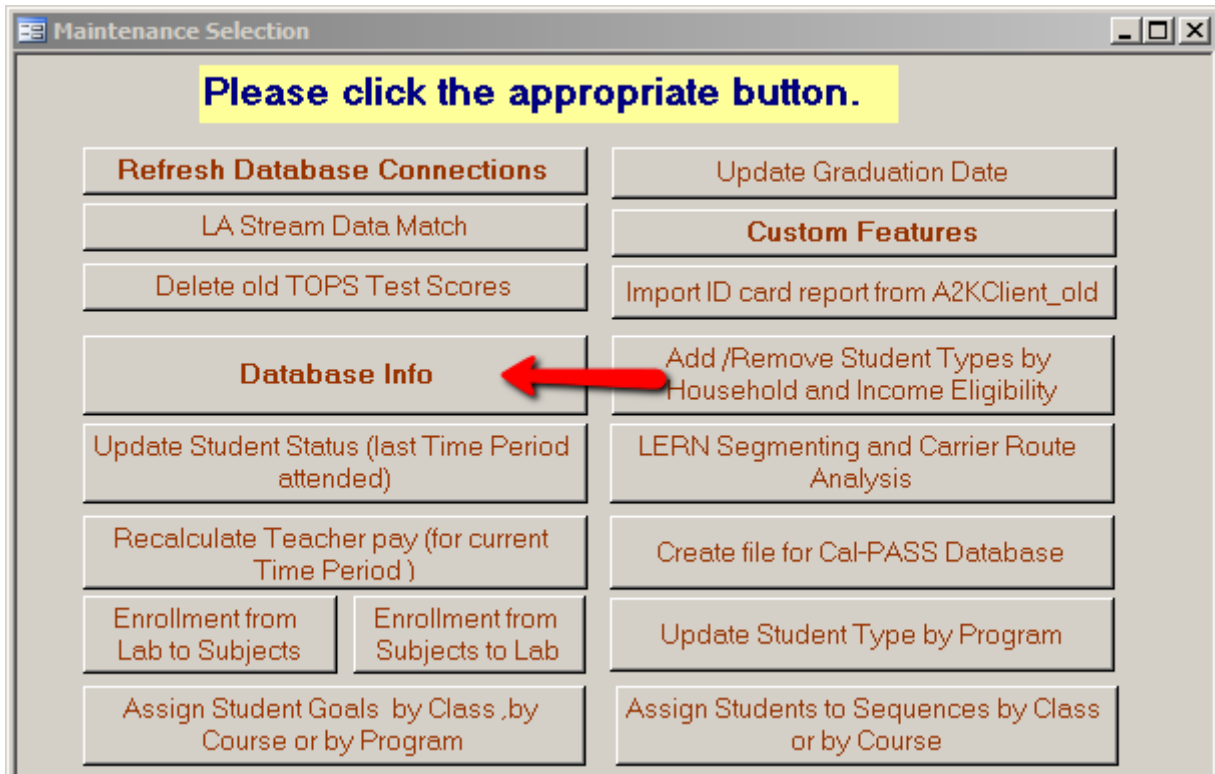 Maintenance Selection
Please click the appropriate button.
Refresh Database Connections
Update Graduation Date
LA Stream Data Match
Custom Features
Delete old TOPS Test Scores
Import ID card report from A2KClient_old
Database Info
Add /Remove Student Types by
Household and Income Eligibility
Update Student Status (last Time Period
attended)
LERN Segmenting and Carrier Route
Analysis
Recalculate Teacher pay (for current
Time Period )
Create file for Cal-PASS Database
Enrollment from
Lab to Subjects
Enrollment from
Subjects to Lab
Update Student Type by Program
Assign Student Goals  by Class ,by
Course or by Program
Assign Students to Sequences by Class
or by Course